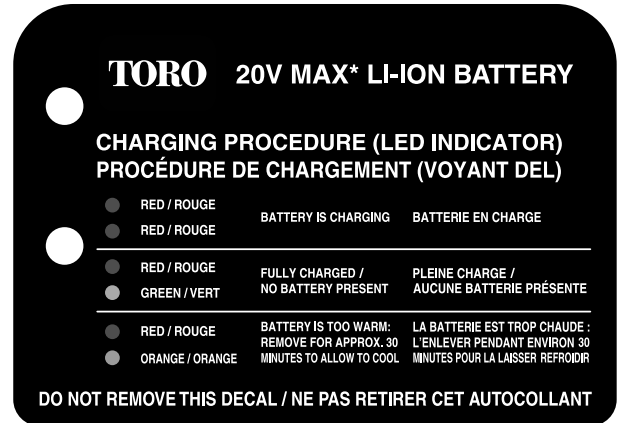 TORO 20V MAX* LI-ION BATTERY
CHARGING PROCEDURE (LED INDICATOR)
PROCÉDURE DE CHARGEMENT (VOYANT DEL)
RED / ROUGE
RED / ROUGE
BATTERY IS CHARGING
BATTERIE EN CHARGE
RED / ROUGE
GREEN / VERT
FULLY CHARGED /
NO BATTERY PRESENT
PLEINE CHARGE /
AUCUNE BATTERIE PRÉSENTE
RED / ROUGE
ORANGE / ORANGE
BATTERY IS TOO WARM:
REMOVE FOR APPROX. 30
MINUTES TO ALLOW TO COOL
LA BATTERIE EST TROP CHAUDE :
L'ENLEVER PENDANT ENVIRON 30
MINUTES POUR LA LAISSER REFROIDIR
DO NOT REMOVE THIS DECAL / NE PAS RETIRER CET AUTOCOLLANT